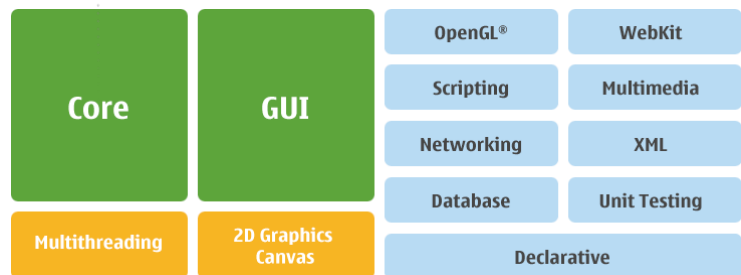 Core
GUI
OpenGL®
WebKit
Scripting
Multimedia
Networking
XML
Database
Unit Testing
Multithreading
2D Graphics
Canvas
Declarative